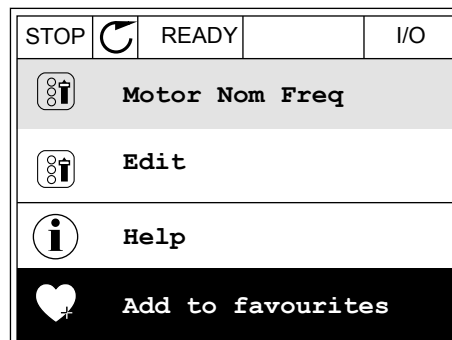 STOP READY I/O
Motor Nom Freq
Edit
Help
Add to favourites